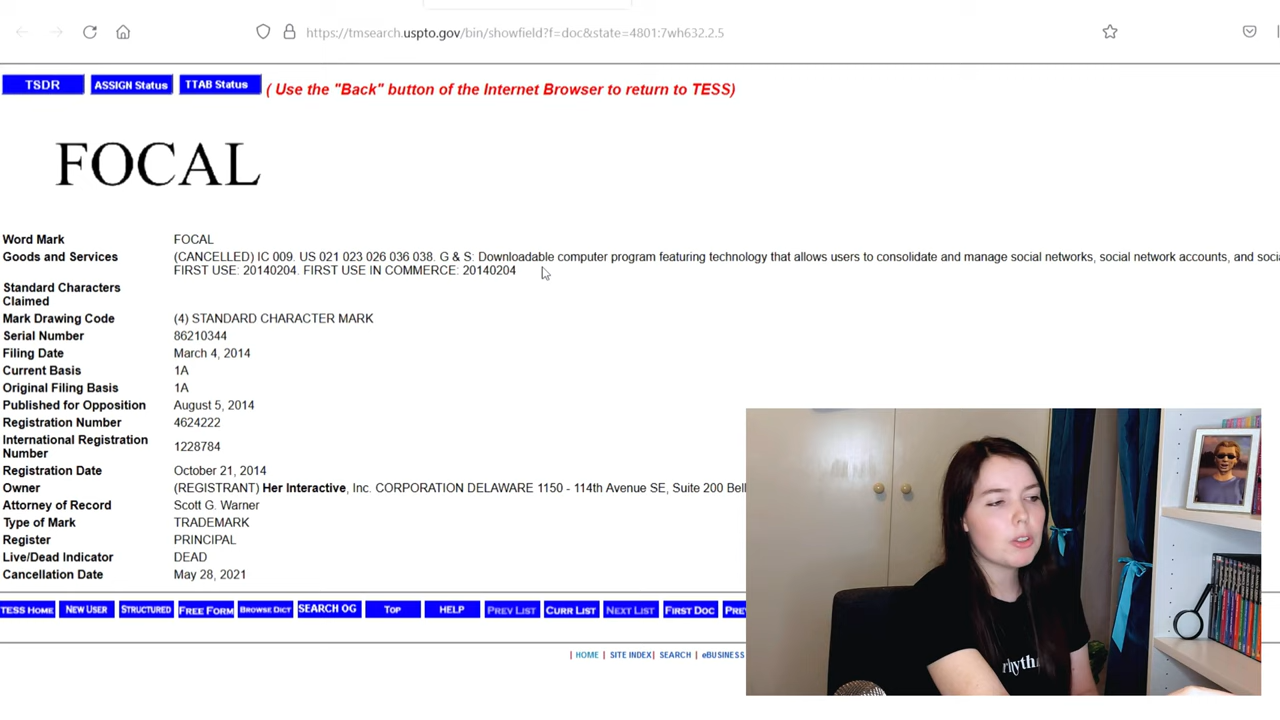 https://tmsearch.uspto.gov/bin/showfield?f=doc&state=4801:7wh632.2.5
TSDR ASSIGN Status TTAB Status ( Use the "Back" button of the Internet Browser to return to TESS)
FOCAL
Word Mark FOCAL
Goods and Services (CANCELLED) IC 009. US 021 023 026 036 038. G & S: Downloadable computer program featuring technology that allows users to consolidate and manage social networks, social network accounts, and
FIRST USE: 20140204. FIRST USE IN COMMERCE: 20140204
Standard Characters
Claimed
Mark Drawing Code (4) STANDARD CHARACTER MARK
Serial Number 86210344
Filing Date March 4, 2014
Current Basis 1A
Original Filing Basis 1A
Published for Opposition August 5, 2014
Registration Number 4624222
International Registration
Number 1228784
Registration Date October 21, 2014
Owner (REGISTRANT) Her Interactive, Inc. CORPORATION DELAWARE 1150 - 114th Avenue SE, Suite 200
Attorney of Record Scott G. Warner
Type of Mark TRADEMARK
Register PRINCIPAL
Live/Dead Indicator DEAD
Cancellation Date May 28, 2021
TESS HOME NEW USER STRUCTURED FREE FORM BROWSE DICT SEARCH OG TOP HELP PREV LIST CURR LIST NEXT LIST FIRST DOC
| HOME | SITE INDEX | SEARCH | eBUSINESS